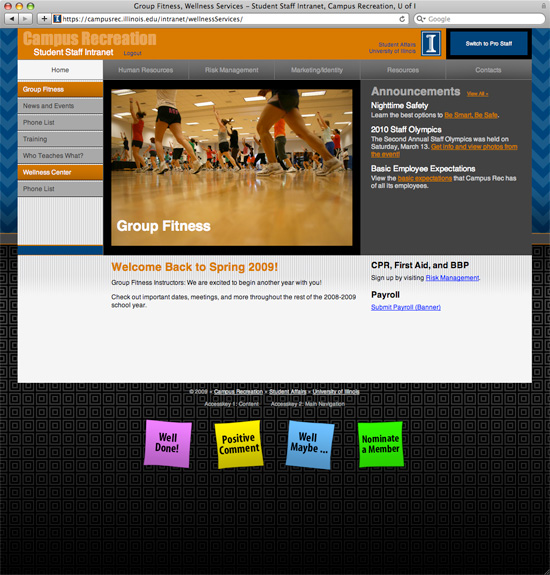 Group Fitness, Wellness Services – Student Staff Intranet, Campus Recreation, U of I
https://campusrec.illinois.edu/intranet/wellnessServices/
Google
Campus Recreation
Student Staff Intranet Logout
Student Affairs
University of Illinois
I
Switch to Pro Staff
Home
Human Resources
Risk Management
Marketing/Identity
Resources
Contacts
Group Fitness
News and Events
Phone List
Training
Who Teaches What?
Wellness Center
Phone List
Group Fitness
Announcements View All »
Nighttime Safety
Learn the best options to Be Smart, Be Safe.
2010 Staff Olympics
The Second Annual Staff Olympics was held on
Saturday, March 13. Get info and view photos from
the event!
Basic Employee Expectations
View the basic expectations that Campus Rec has
of all its employees.
Welcome Back to Spring 2009!
Group Fitness Instructors: We are excited to begin another year with you!
Check out important dates, meetings, and more throughout the rest of the 2008-2009
school year.
CPR, First Aid, and BBP
Sign up by visiting Risk Management.
Payroll
Submit Payroll (Banner)
© 2009 » Campus Recreation » Student Affairs » University of Illinois
Accesskey 1: Content Accesskey 2: Main Navigation
Well
Done!
Positive
Comment
Well
Maybe ...
Nominate
a Member